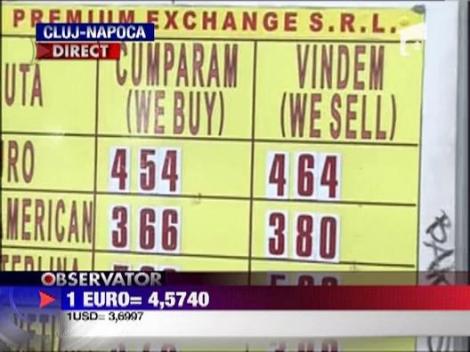 CLUJ-NAPOCA
DIRECT
PREMIUM EXCHANGE S.R.L.
UTA CUMPARAM VINDEM
(WE BUY) (WE SELL)
RO 454 464
AMERICAN 366 380
OBSERVATOR
1 EURO= 4,5740
1USD= 3,6997